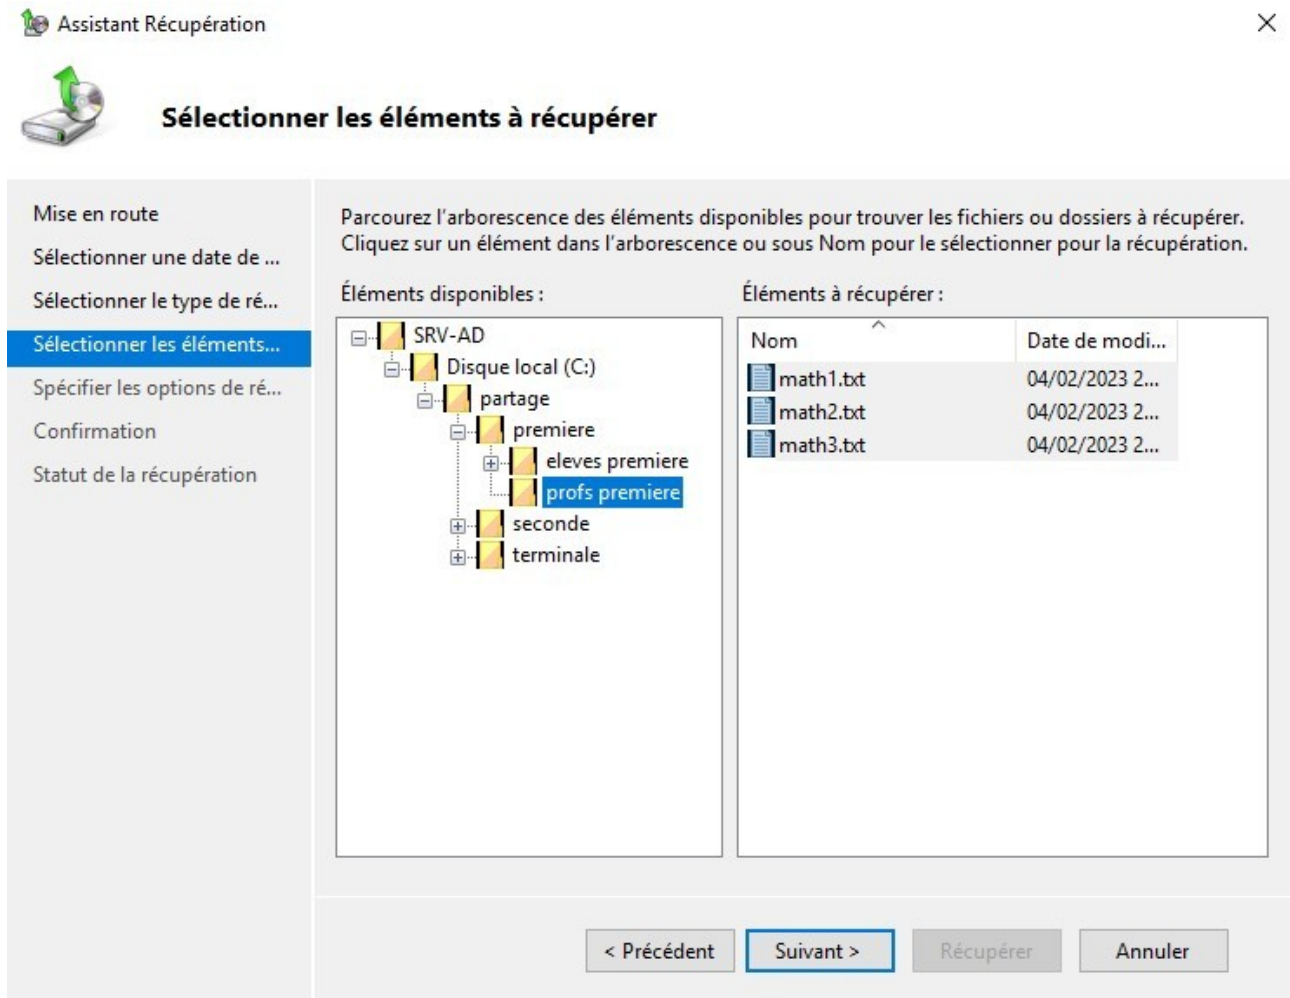 Assistant Récupération
Sélectionner les éléments à récupérer
Mise en route
Sélectionner une date de ...
Sélectionner le type de ré...
Sélectionner les éléments...
Spécifier les options de ré...
Confirmation
Statut de la récupération
Parcourez l'arborescence des éléments disponibles pour trouver les fichiers ou dossiers à récupérer.
Cliquez sur un élément dans l'arborescence ou sous Nom pour le sélectionner pour la récupération.
Éléments disponibles :
SRV-AD
Disque local (C:)
partage
premiere
eleves premiere
profs premiere
seconde
terminale
Éléments à récupérer :
Nom Date de modi...
math1.txt 04/02/2023 2...
math2.txt 04/02/2023 2...
math3.txt 04/02/2023 2...
< Précédent Suivant > Récupérer Annuler